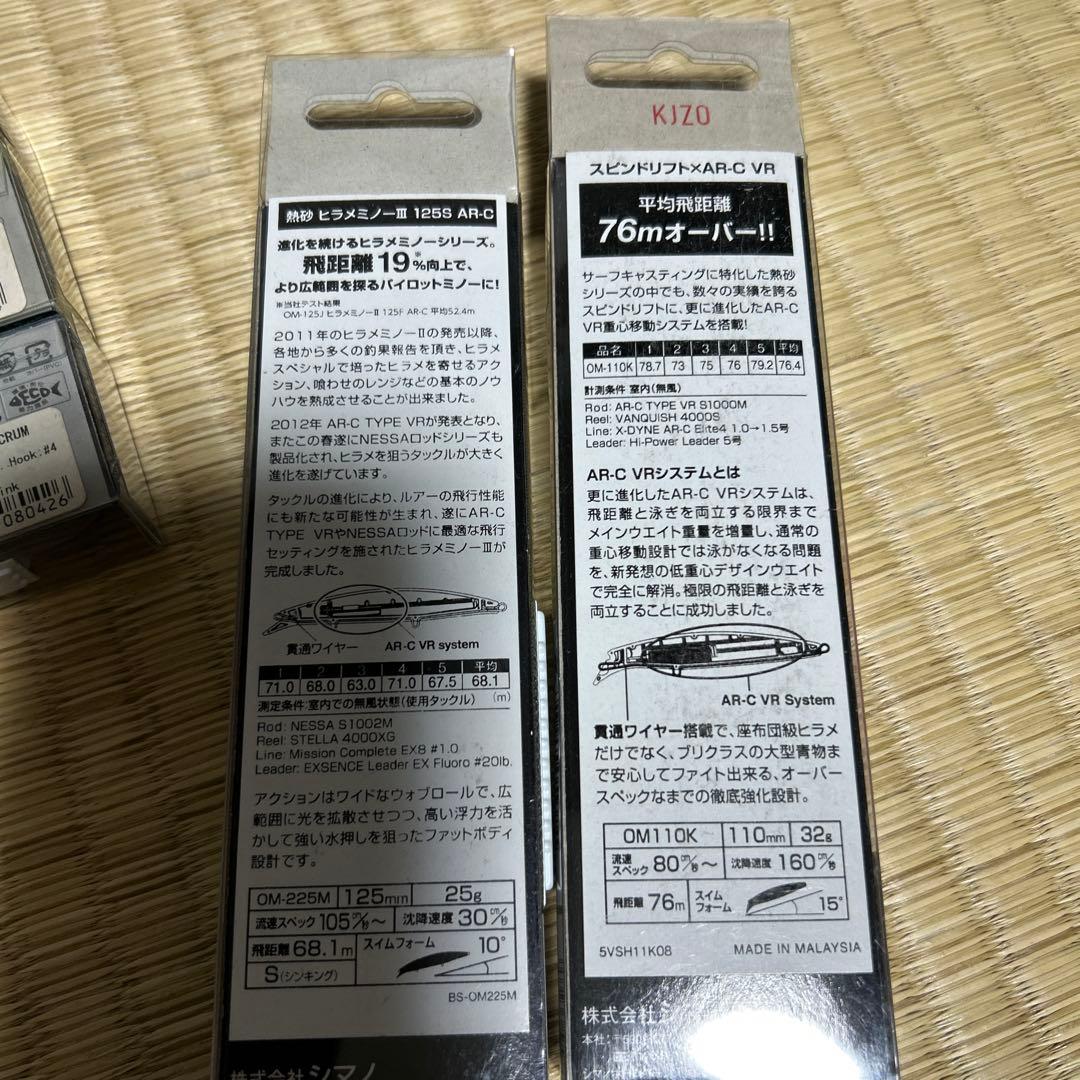 熱砂 ヒラメミノーⅢ 125S AR-C
進化を続けるヒラメミノーシリーズ。
飛距離19※%向上で、
より広範囲を探るパイロットミノーに!
※当社テスト結果
OM-125J ヒラメミノーⅡ 125F AR-C 平均52.4m
2011年のヒラメミノーⅡの発売以降、
各地から多くの釣果報告を頂き、ヒラメ
スペシャルで培ったヒラメを寄せるアク
ション、喰わせのレンジなどの基本のノウ
ハウを熟成させることが出来ました。
2012年 AR-C TYPE VRが発表となり、
またこの春遂にNESSAロッドシリーズも
製品化され、ヒラメを狙うタックルが大きく
進化を遂げています。
タックルの進化により、ルアーの飛行性能
にも新たな可能性が生まれ、遂にAR-C
TYPE VRやNESSAロッドに最適な飛行
セッティングを施されたヒラメミノーⅢが
完成しました。
貫通ワイヤー AR-C VR system
1 2 3 4 5 平均
71.0 68.0 63.0 71.0 67.5 68.1
測定条件:室内での無風状態(使用タックル) (m)
Rod: NESSA S1002M
Reel: STELLA 4000XG
Line: Mission Complete EX8 #1.0
Leader: EXSENCE Leader EX Fluoro #20lb.
アクションはワイドなウォブロールで、広
範囲に光を拡散させつつ、高い浮力を活
かして強い水押しを狙ったファットボディ
設計です。
OM-225M 125mm 25g
流速スペック 105㎝/秒~ 沈降速度 30㎝/秒
飛距離 68.1m スイムフォーム 10°
S(シンキング)
BS-OM225M
株式会社シマノ
KJZO
スピンドリフト×AR-C VR
平均飛距離
76mオーバー!!
サーフキャスティングに特化した熱砂
シリーズの中でも、数々の実績を誇る
スピンドリフトに、更に進化したAR-C
VR重心移動システムを搭載!
品名 1 2 3 4 5 平均
OM-110K 78.7 73 75 76 79.2 76.4
計測条件 室内(無風)
Rod: AR-C TYPE VR S1000M
Reel: VANQUISH 4000S
Line: X-DYNE AR-C Elite4 1.0→1.5号
Leader: Hi-Power Leader 5号
AR-C VRシステムとは
更に進化したAR-C VRシステムは、
飛距離と泳ぎを両立する限界まで
メインウエイト重量を増量し、通常の
重心移動設計では泳がなくなる問題
を、新発想の低重心デザインウエイト
で完全に解消。極限の飛距離と泳ぎを
両立することに成功しました。
AR-C VR System
貫通ワイヤー搭載で、座布団級ヒラメ
だけでなく、ブリクラスの大型青物ま
で安心してファイト出来る、オーバー
スペックなまでの徹底強化設計。
OM110K 110mm 32g
流速スペック 80㎝/秒~ 沈降速度 160㎝/秒
飛距離 76m スイムフォーム 15°
5VSH11K08 MADE IN MALAYSIA
株式会社シ
本社:
CRUM
Hook:#4
ink
080426